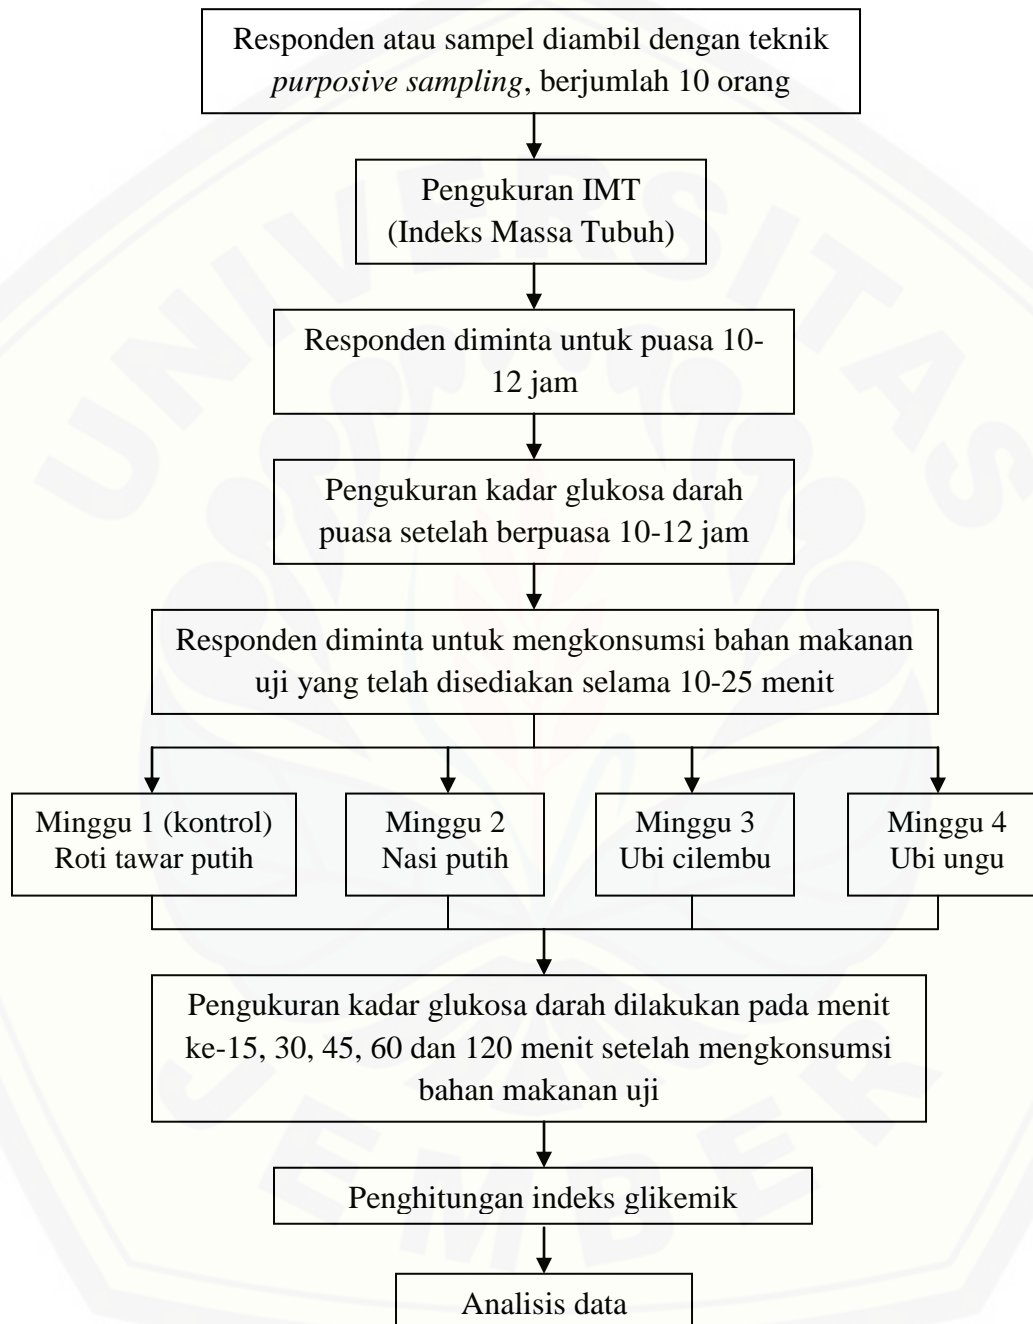 Responden atau sampel diambil dengan teknik
purposive sampling, berjumlah 10 orang
Pengukuran IMT
(Indeks Massa Tubuh)
Responden diminta untuk puasa 10-
12 jam
Pengukuran kadar glukosa darah
puasa setelah berpuasa 10-12 jam
Responden diminta untuk mengkonsumsi bahan makanan
uji yang telah disediakan selama 10-25 menit
Minggu 1 (kontrol)
Roti tawar putih
Minggu 2
Nasi putih
Minggu 3
Ubi cilembu
Minggu 4
Ubi ungu
Pengukuran kadar glukosa darah dilakukan pada menit
ke-15, 30, 45, 60 dan 120 menit setelah mengkonsumsi
bahan makanan uji
Penghitungan indeks glikemik
Analisis data
UNIVERSITAS
JEMBER